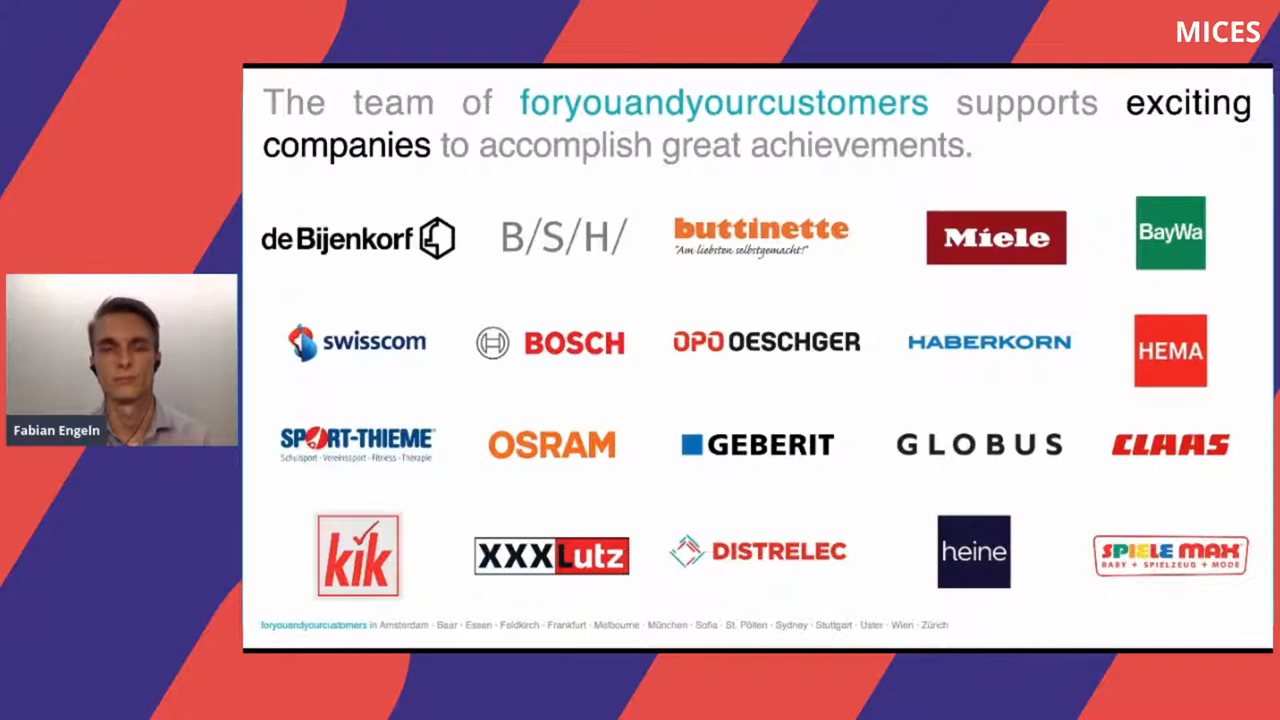 MICES
The team of foryouandyourcustomers supports exciting
companies to accomplish great achievements.
de Bijenkorf
B/S/H/
buttinette
"Am liebsten selbstgemacht!"
Miele
BayWa
swisscom
BOSCH
OPO OESCHGER
HABERKORN
HEMA
Fabian Engeln
SPORT-THIEME
Schulsport · Vereinssport · Fitness · Therapie
OSRAM
GEBERIT
GLOBUS
CLAAS
kik
XXXLutz
DISTRELEC
heine
SPIELE MAX
BABY + SPIELZEUG + MODE
foryouandyourcustomers in Amsterdam · Baar · Essen · Feldkirch · Frankfurt · Melbourne · München · Sofia · St. Pölten · Sydney · Stuttgart · Uster · Wien · Zürich